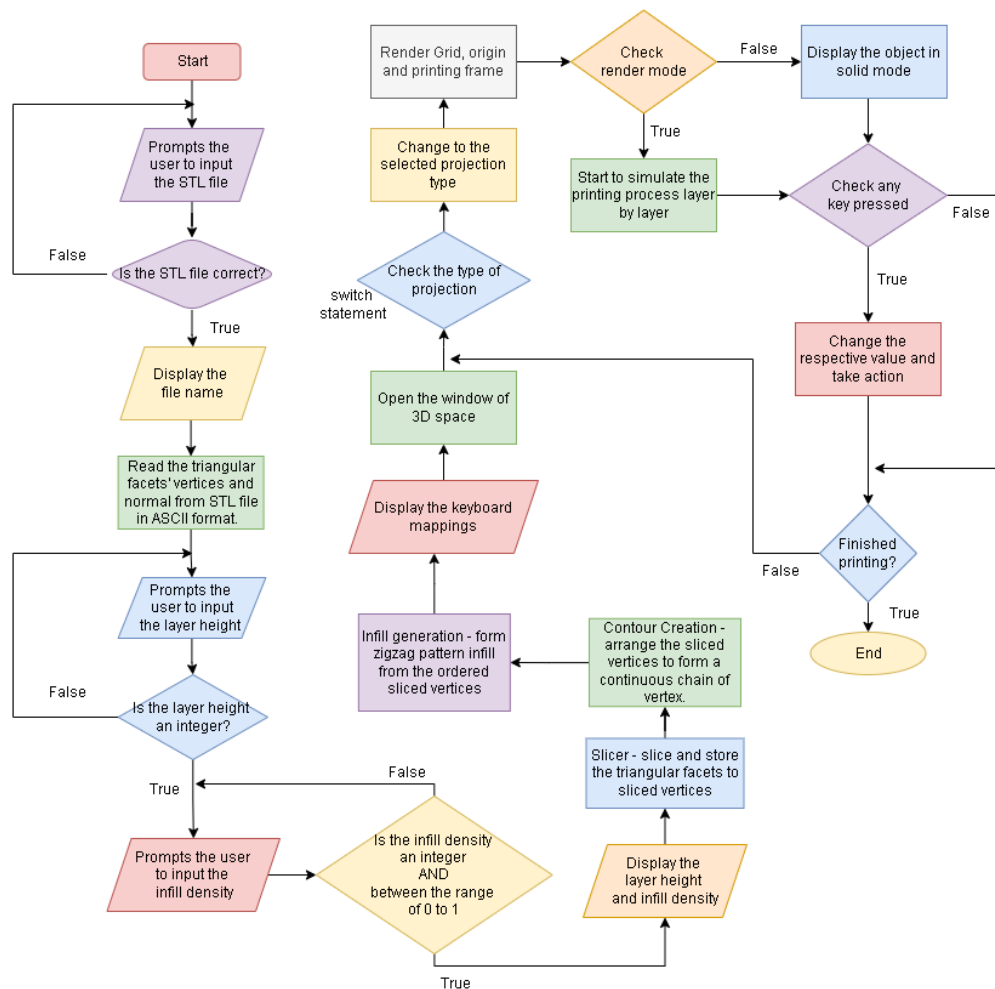 Start
Prompts the
user to input
the STL file
Is the STL file correct?
False
True
Display the
file name
Read the triangular
facets' vertices and
normal from STL file
in ASCII format.
Prompts the
user to input
the layer height
Is the layer height
an integer?
False
True
Prompts the user
to input the
infill density
Is the infill density
an integer
AND
between the range
of 0 to 1
False
True
Display the
layer height
and infill density
Slicer - slice and store
the triangular facets to
sliced vertices
Contour Creation -
arrange the sliced
vertices to form a
continuous chain of
vertex.
Infill generation - form
zigzag pattern infill
from the ordered
sliced vertices
Display the keyboard
mappings
Open the window of
3D space
Check the type of
projection
switch
statement
Change to the
selected projection
type
Render Grid, origin
and printing frame
Check
render mode
False
True
Display the object in
solid mode
Start to simulate the
printing process layer
by layer
Check any
key pressed
False
True
Change the
respective value and
take action
Finished
printing?
False
True
End